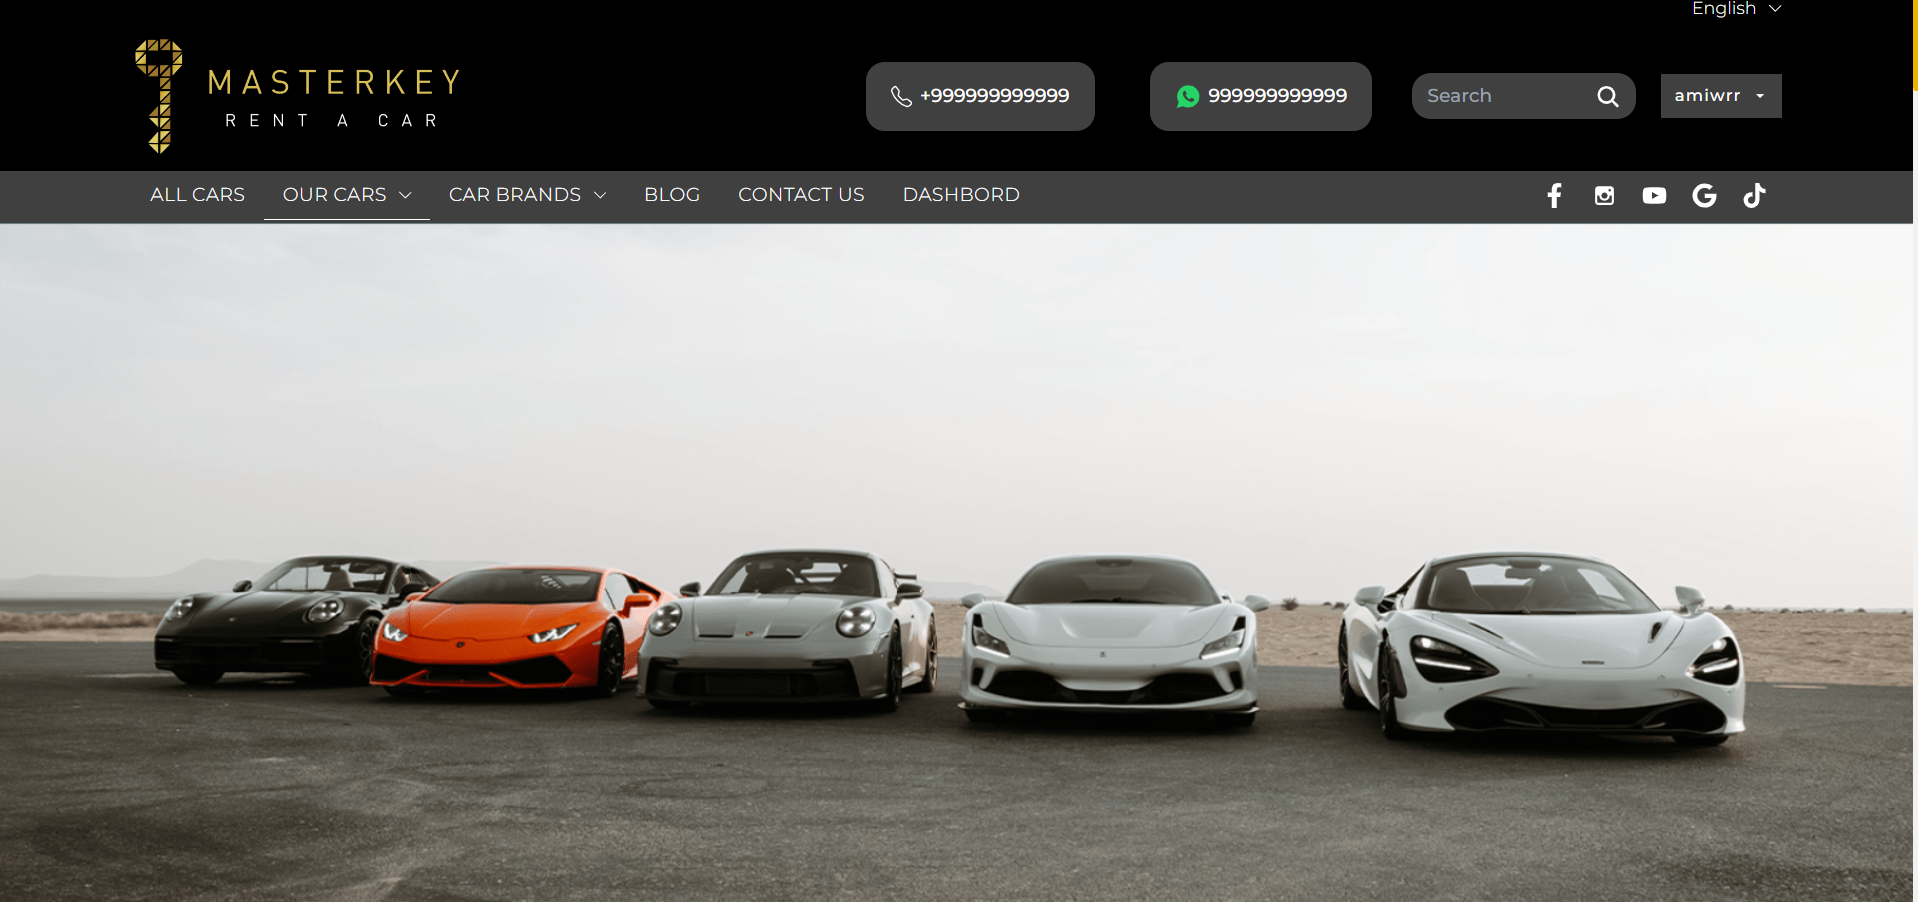 English
MASTERKEY
RENT A CAR
+999999999999
999999999999
Search
amiwrr
ALL CARS
OUR CARS
CAR BRANDS
BLOG
CONTACT US
DASHBORD